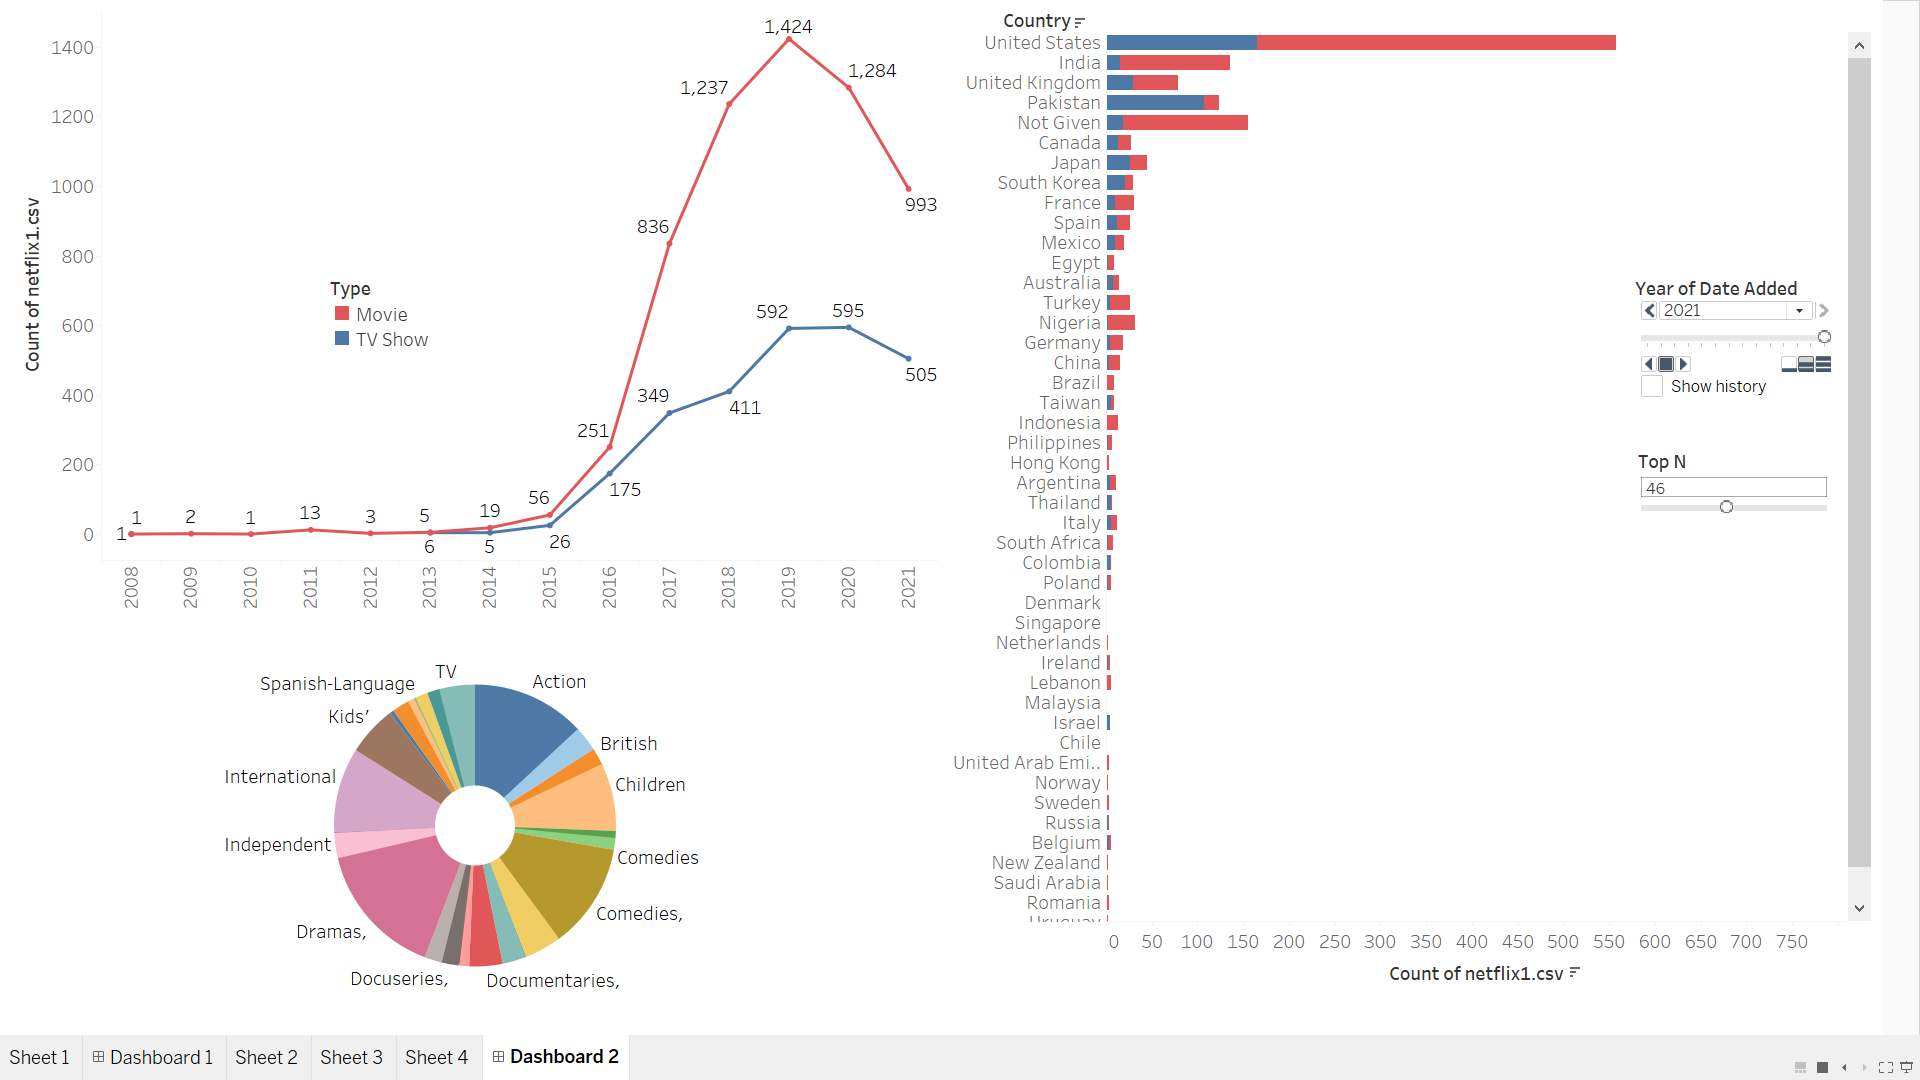 1400
1200
1000
800
600
400
200
0
Count of netflix1.csv
1,424
1,237
1,284
993
836
592
595
505
349
411
251
175
56
26
19
5
5
6
3
13
1
2
1
1
Type
Movie
TV Show
2008
2009
2010
2011
2012
2013
2014
2015
2016
2017
2018
2019
2020
2021
TV
Action
Spanish-Language
Kids’
British
International
Children
Independent
Comedies
Comedies,
Dramas,
Docuseries,
Documentaries,
Country
United States
India
United Kingdom
Pakistan
Not Given
Canada
Japan
South Korea
France
Spain
Mexico
Egypt
Australia
Turkey
Nigeria
Germany
China
Brazil
Taiwan
Indonesia
Philippines
Hong Kong
Argentina
Thailand
Italy
South Africa
Colombia
Poland
Denmark
Singapore
Netherlands
Ireland
Lebanon
Malaysia
Israel
Chile
United Arab Emi..
Norway
Sweden
Russia
Belgium
New Zealand
Saudi Arabia
Romania
Uruguay
0 50 100 150 200 250 300 350 400 450 500 550 600 650 700 750
Count of netflix1.csv
Year of Date Added
2021
Show history
Top N
46
Sheet 1
Dashboard 1
Sheet 2
Sheet 3
Sheet 4
Dashboard 2